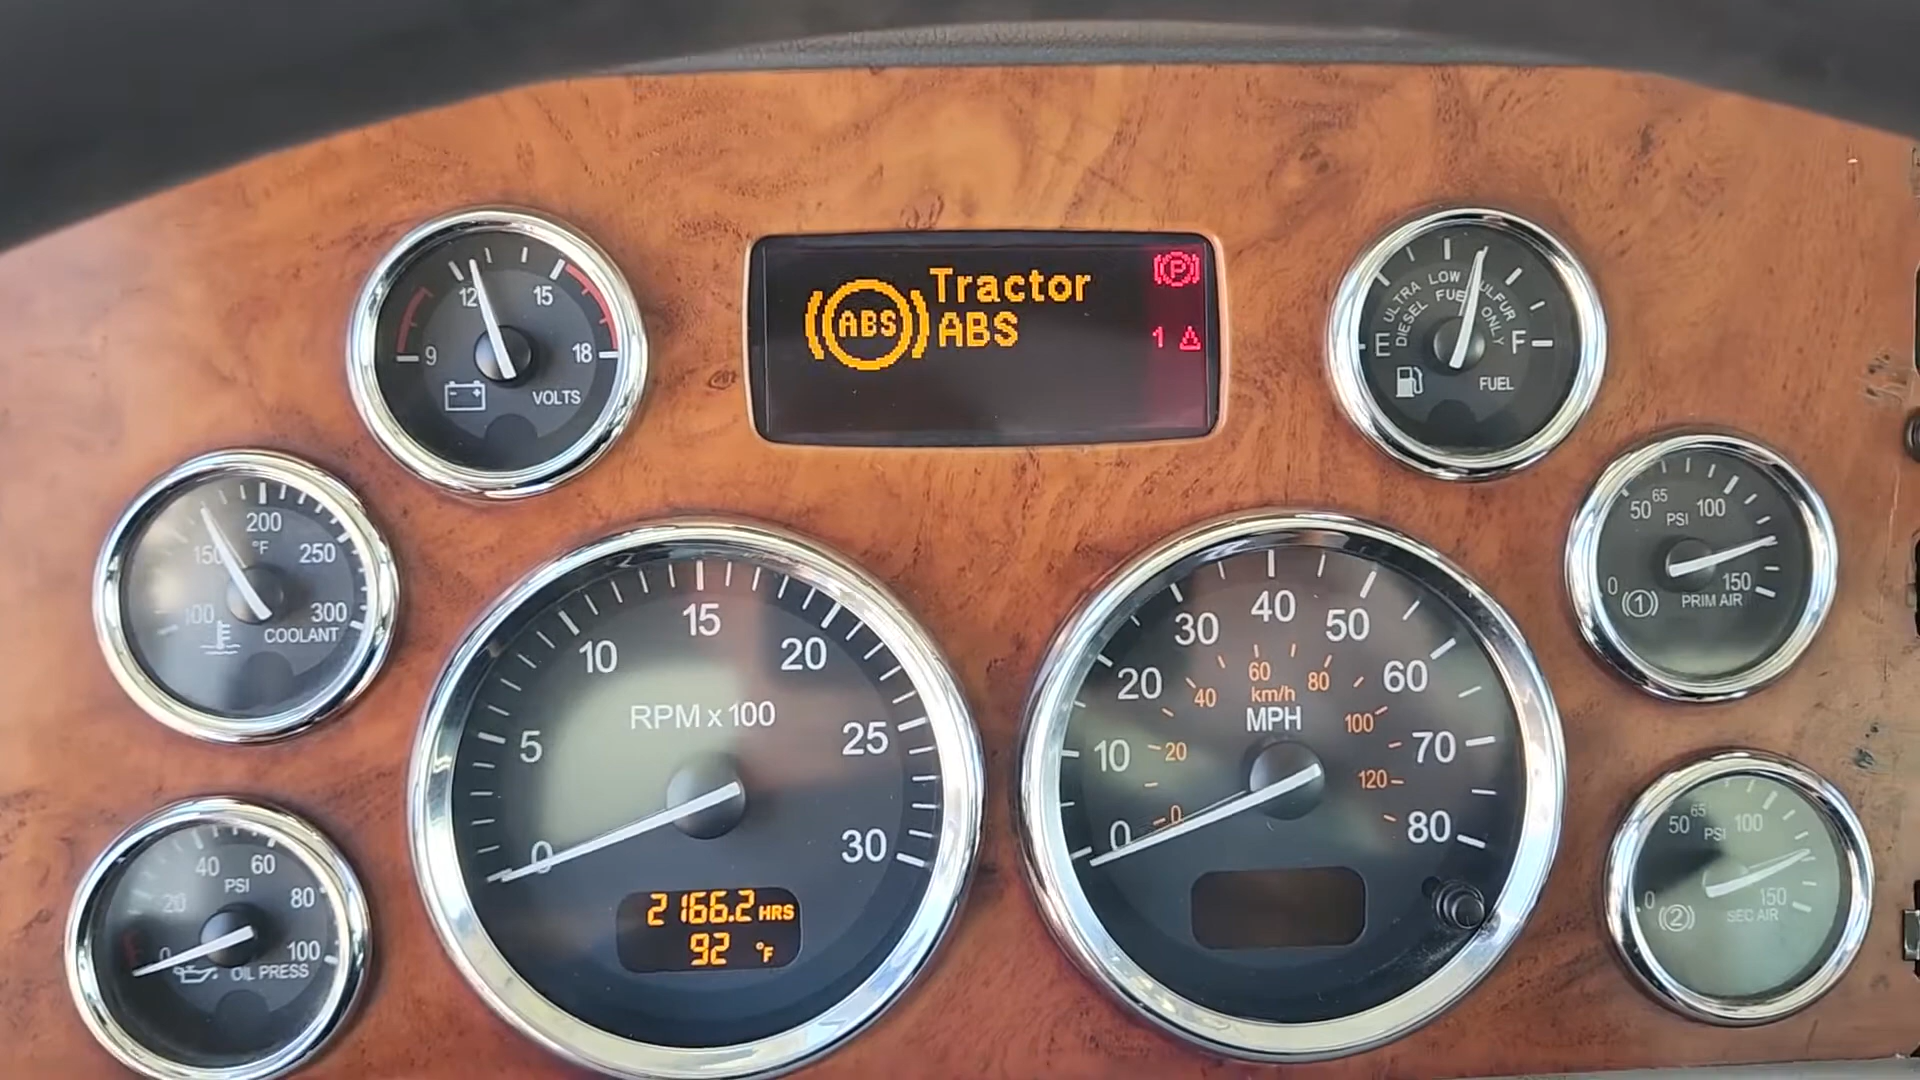 ABS
Tractor
ABS
P
1
9
12
15
18
VOLTS
ULTRA LOW SULFUR
DIESEL FUEL ONLY
E
F
FUEL
100
150
200
250
300
°F
COOLANT
0
50
65
100
150
PSI
(1)
PRIM AIR
0
5
10
15
20
25
30
RPM x 100
2166.2 HRS
92 °F
0
10
20
30
40
50
60
70
80
0
20
40
60
80
100
120
km/h
MPH
0
20
40
60
80
100
PSI
OIL PRESS
0
50
65
100
150
PSI
(2)
SEC AIR